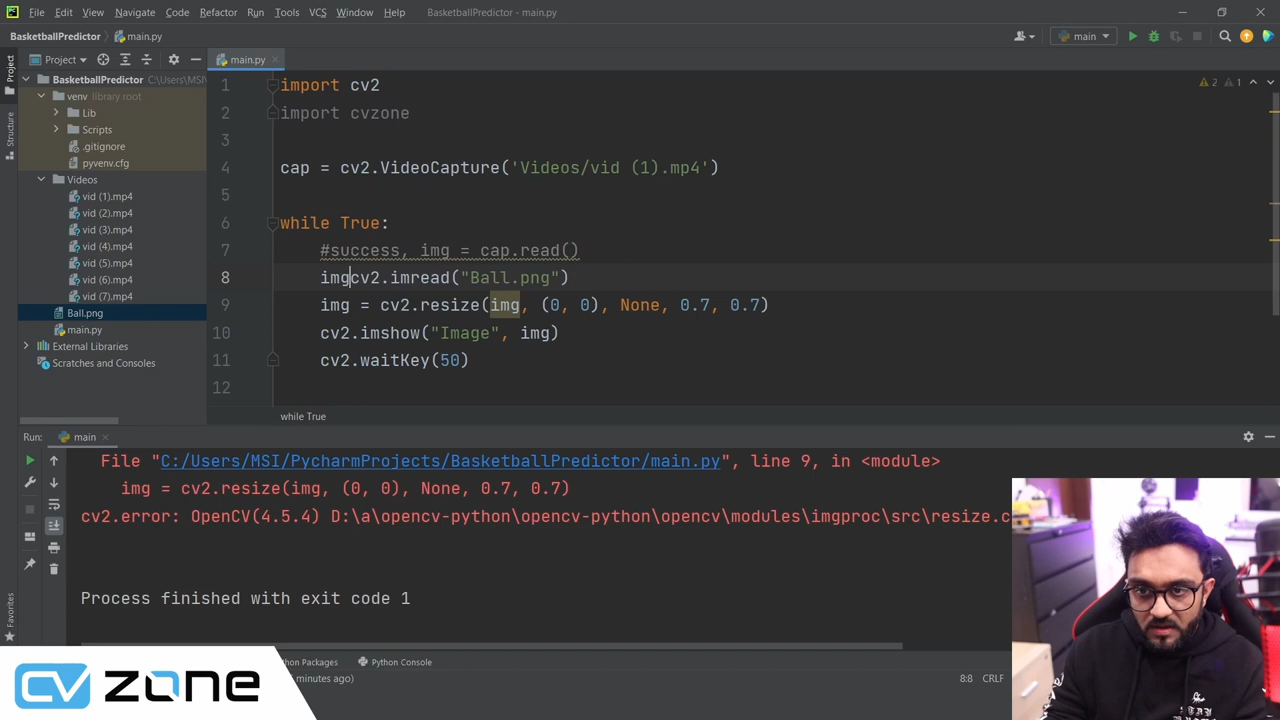 File Edit View Navigate Code Refactor Run Tools VCS Window Help BasketballPredictor - main.py
BasketballPredictor main.py main
Project main.py
Project
BasketballPredictor C:\Users\MSI
venv library root
Lib
Scripts
.gitignore
pyvenv.cfg
Videos
vid (1).mp4
vid (2).mp4
vid (3).mp4
vid (4).mp4
vid (5).mp4
vid (6).mp4
vid (7).mp4
Ball.png
main.py
External Libraries
Scratches and Consoles
Structure
Favorites
2 1
1 import cv2
2 import cvzone
3
4 cap = cv2.VideoCapture('Videos/vid (1).mp4')
5
6 while True:
7 #success, img = cap.read()
8 imgcv2.imread("Ball.png")
9 img = cv2.resize(img, (0, 0), None, 0.7, 0.7)
10 cv2.imshow("Image", img)
11 cv2.waitKey(50)
12
while True
Run: main
File "C:/Users/MSI/PycharmProjects/BasketballPredictor/main.py", line 9, in <module>
img = cv2.resize(img, (0, 0), None, 0.7, 0.7)
cv2.error: OpenCV(4.5.4) D:\a\opencv-python\opencv-python\opencv\modules\imgproc\src\resize.c
Process finished with exit code 1
Packages Python Console
minutes ago) 8:8 CRLF
CV ZONE